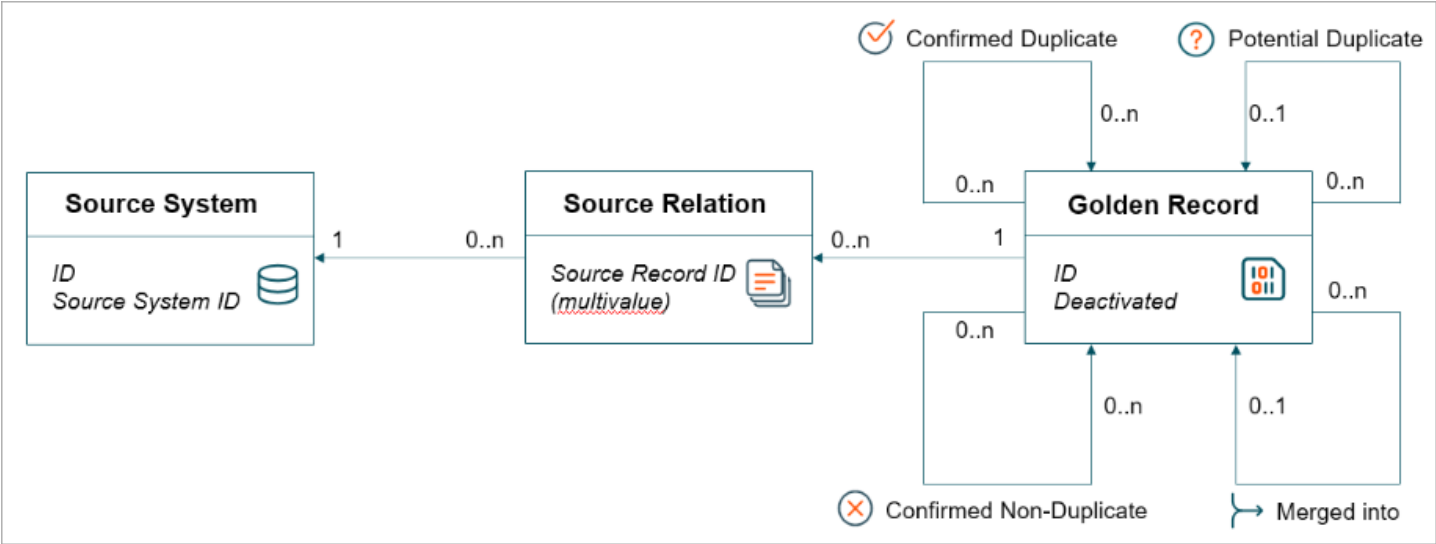 Confirmed Duplicate
? Potential Duplicate
0..n
0..1
0..n
0..n
Source System
Source Relation
Golden Record
1
0..n
0..n
1
ID
Source System ID
Source Record ID
(multivalue)
ID
Deactivated
101
011
0..n
0..n
0..n
0..1
Confirmed Non-Duplicate
Merged into